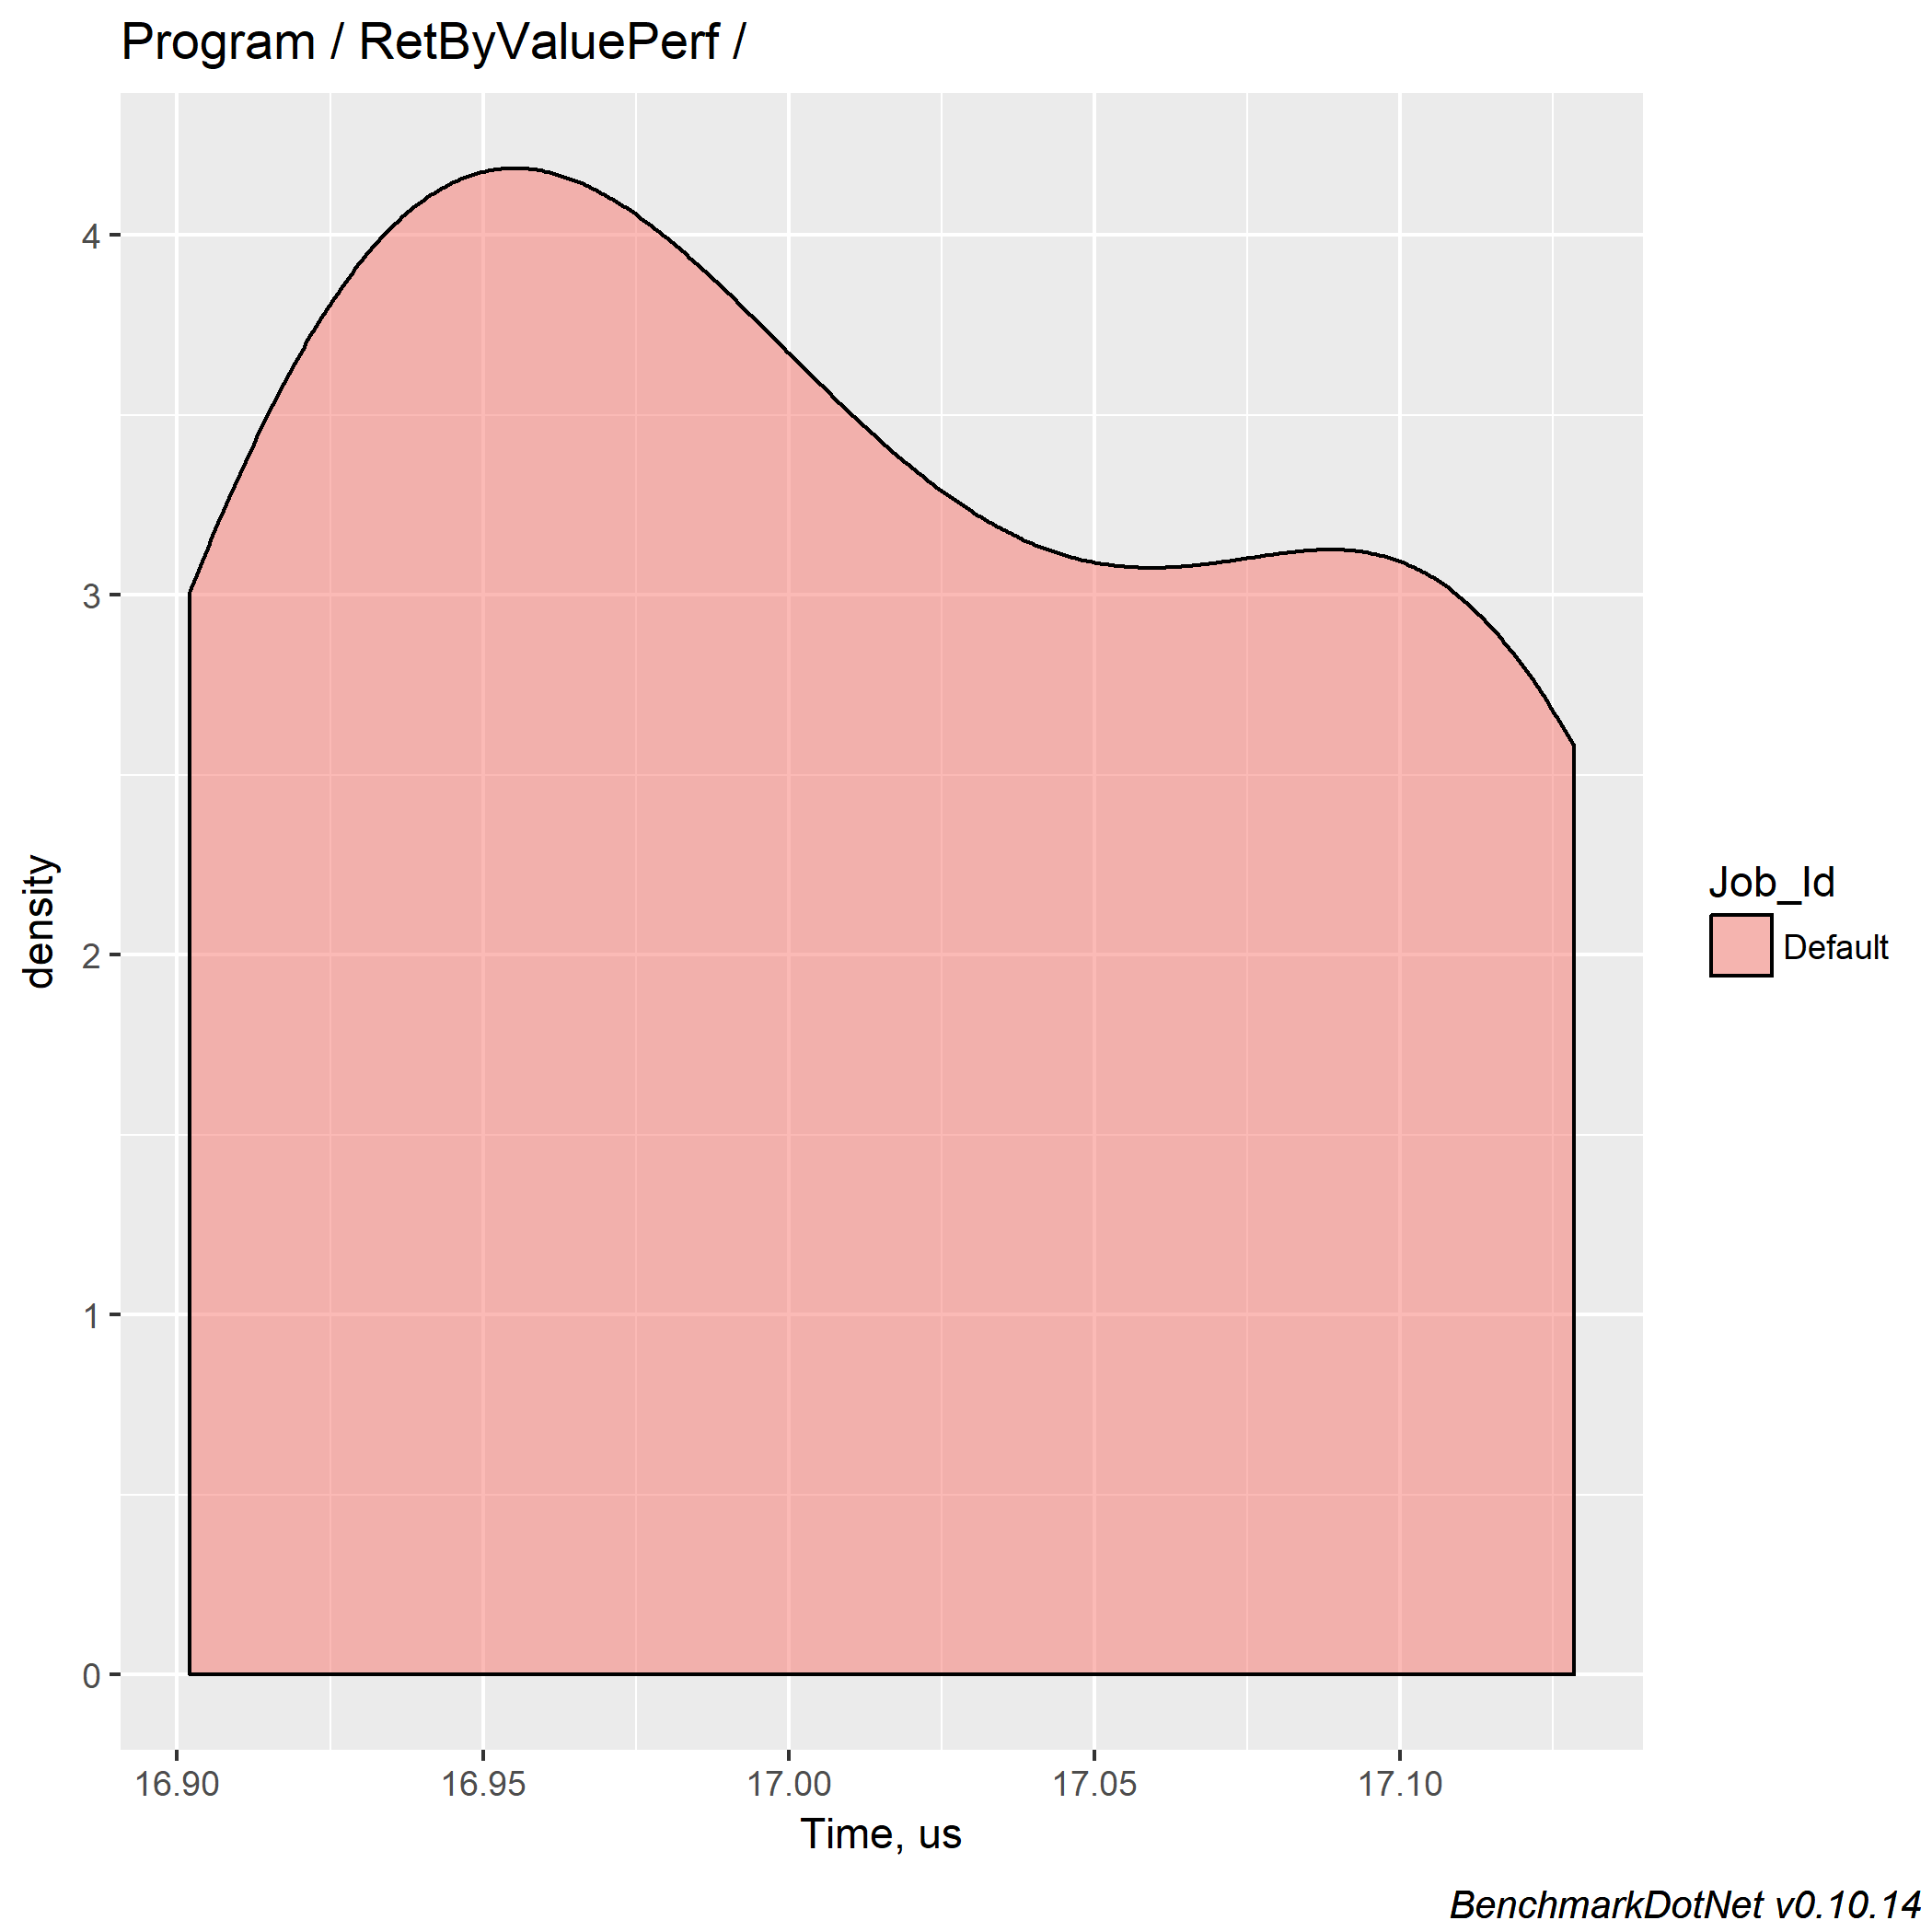 Program / RetByValuePerf /
density
4
3
2
1
0
16.90 16.95 17.00 17.05 17.10
Time, us
Job_Id
Default
BenchmarkDotNet v0.10.14